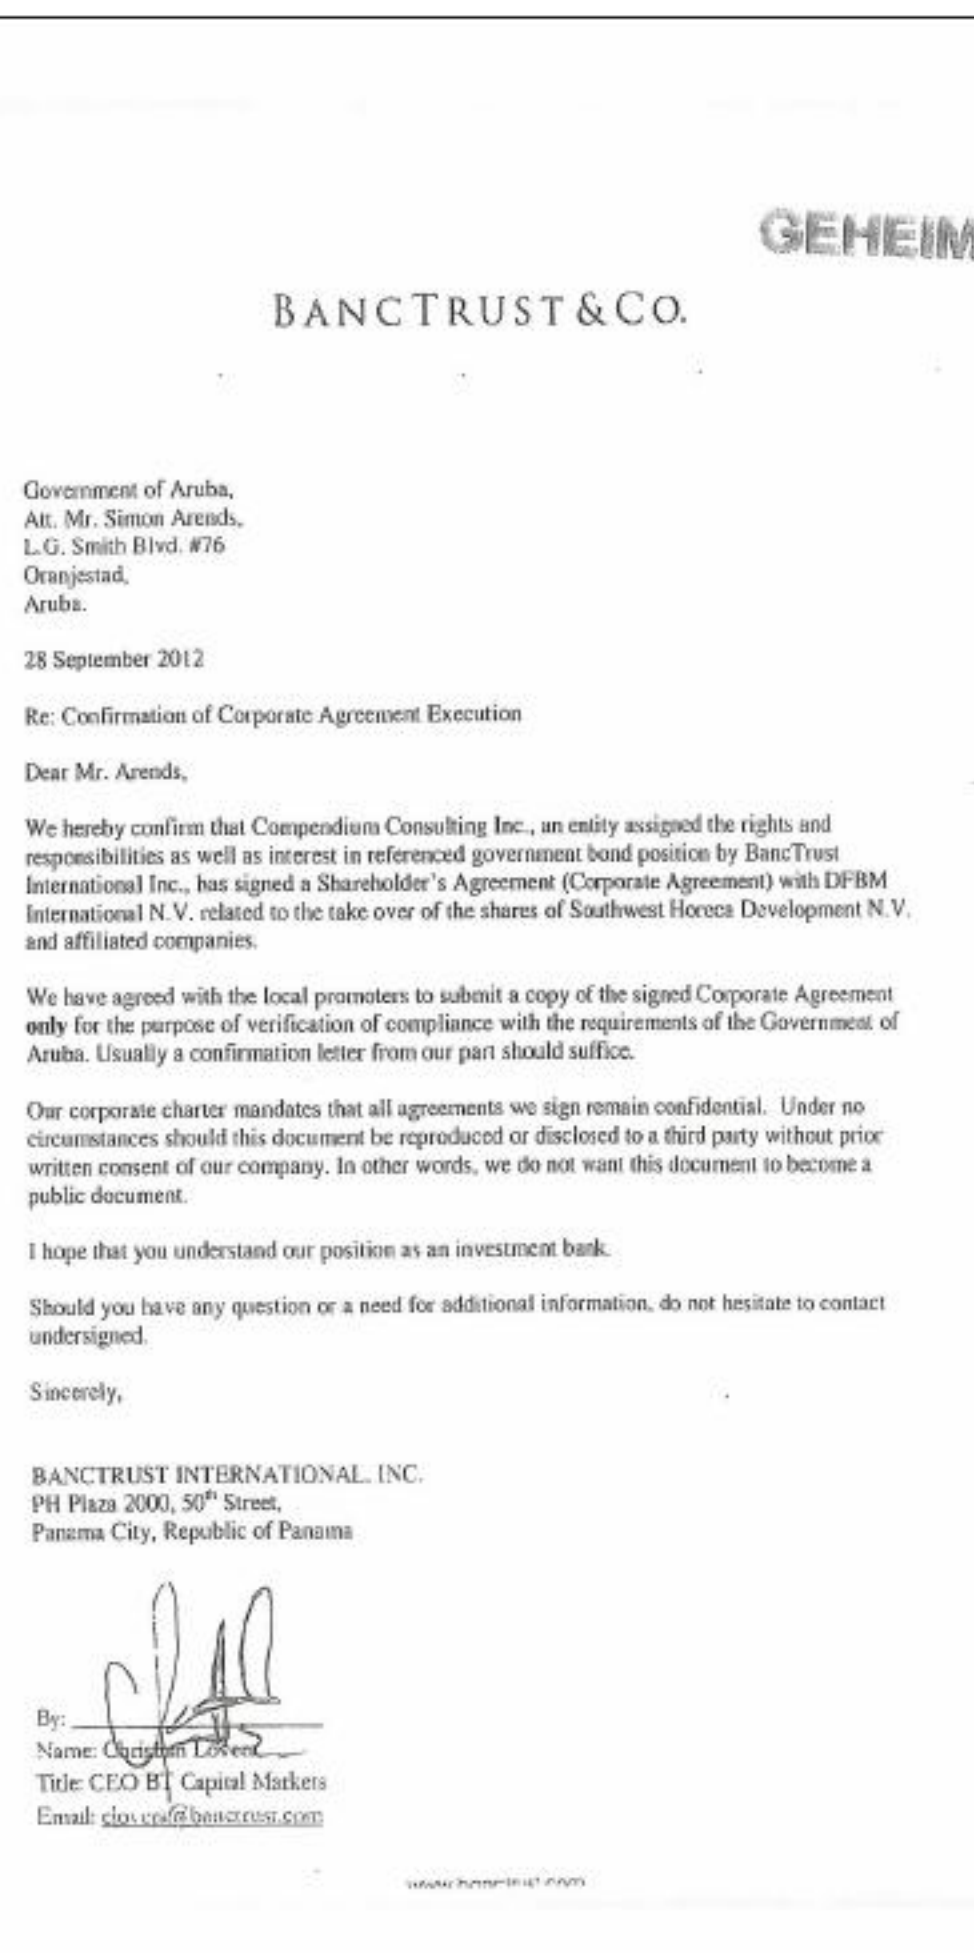 GEHEIM
BANCTRUST & CO.
Government of Aruba,
Att. Mr. Simon Arends,
L.G. Smith Blvd. #76
Oranjestad,
Aruba.
28 September 2012
Re: Confirmation of Corporate Agreement Execution
Dear Mr. Arends,
We hereby confirm that Compendium Consulting Inc., an entity assigned the rights and
responsibilities as well as interest in referenced government bond position by BancTrust
International Inc., has signed a Shareholder's Agreement (Corporate Agreement) with DFBM
International N.V. related to the take over of the shares of Southwest Horeca Development N.V.
and affiliated companies.
We have agreed with the local promoters to submit a copy of the signed Corporate Agreement
only for the purpose of verification of compliance with the requirements of the Government of
Aruba. Usually a confirmation letter from our part should suffice.
Our corporate charter mandates that all agreements we sign remain confidential. Under no
circumstances should this document be reproduced or disclosed to a third party without prior
written consent of our company. In other words, we do not want this document to become a
public document.
I hope that you understand our position as an investment bank.
Should you have any question or a need for additional information, do not hesitate to contact
undersigned.
Sincerely,
BANCTRUST INTERNATIONAL, INC.
PH Plaza 2000, 50th Street,
Panama City, Republic of Panama
By:
Name: Christian
Title: CEO BT Capital Markets
Email:
www.banctrust.com